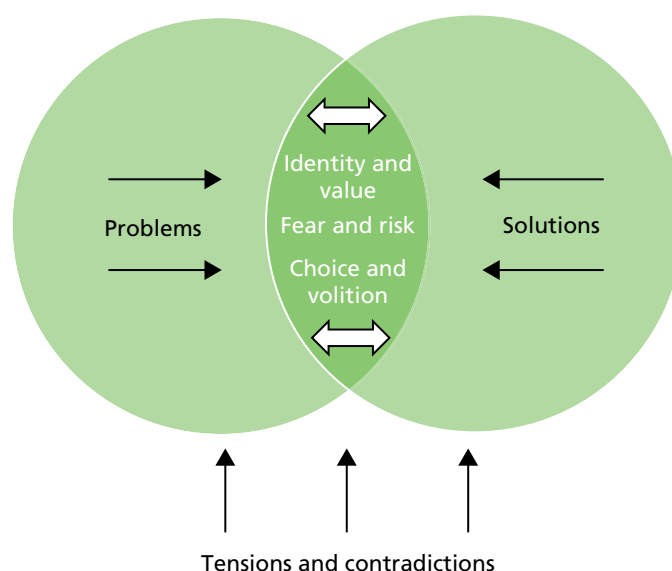 Identity and
value
Problems
Fear and risk
Solutions
Choice and
volition
Tensions and contradictions